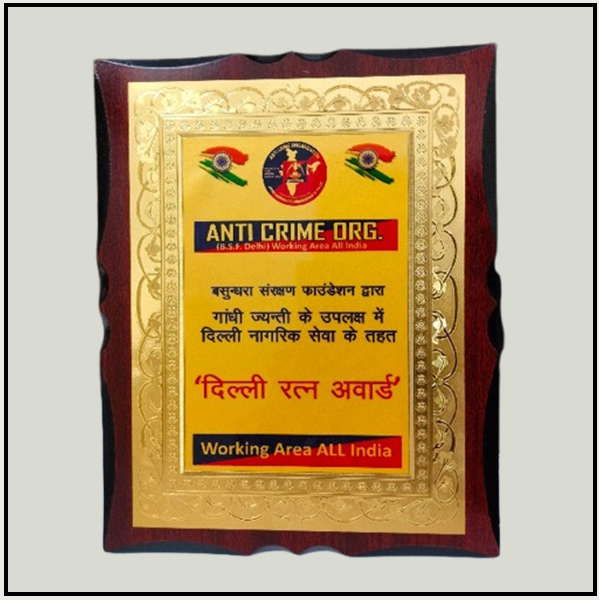 ANTI CRIME ORG.
(B.S.F. Delhi) Working Area All India
बसुन्धरा संरक्षण फाउंडेशन द्वारा
गांधी ज्यन्ती के उपलक्ष में
दिल्ली नागरिक सेवा के तहत
‘दिल्ली रत्न अवार्ड’
Working Area ALL India